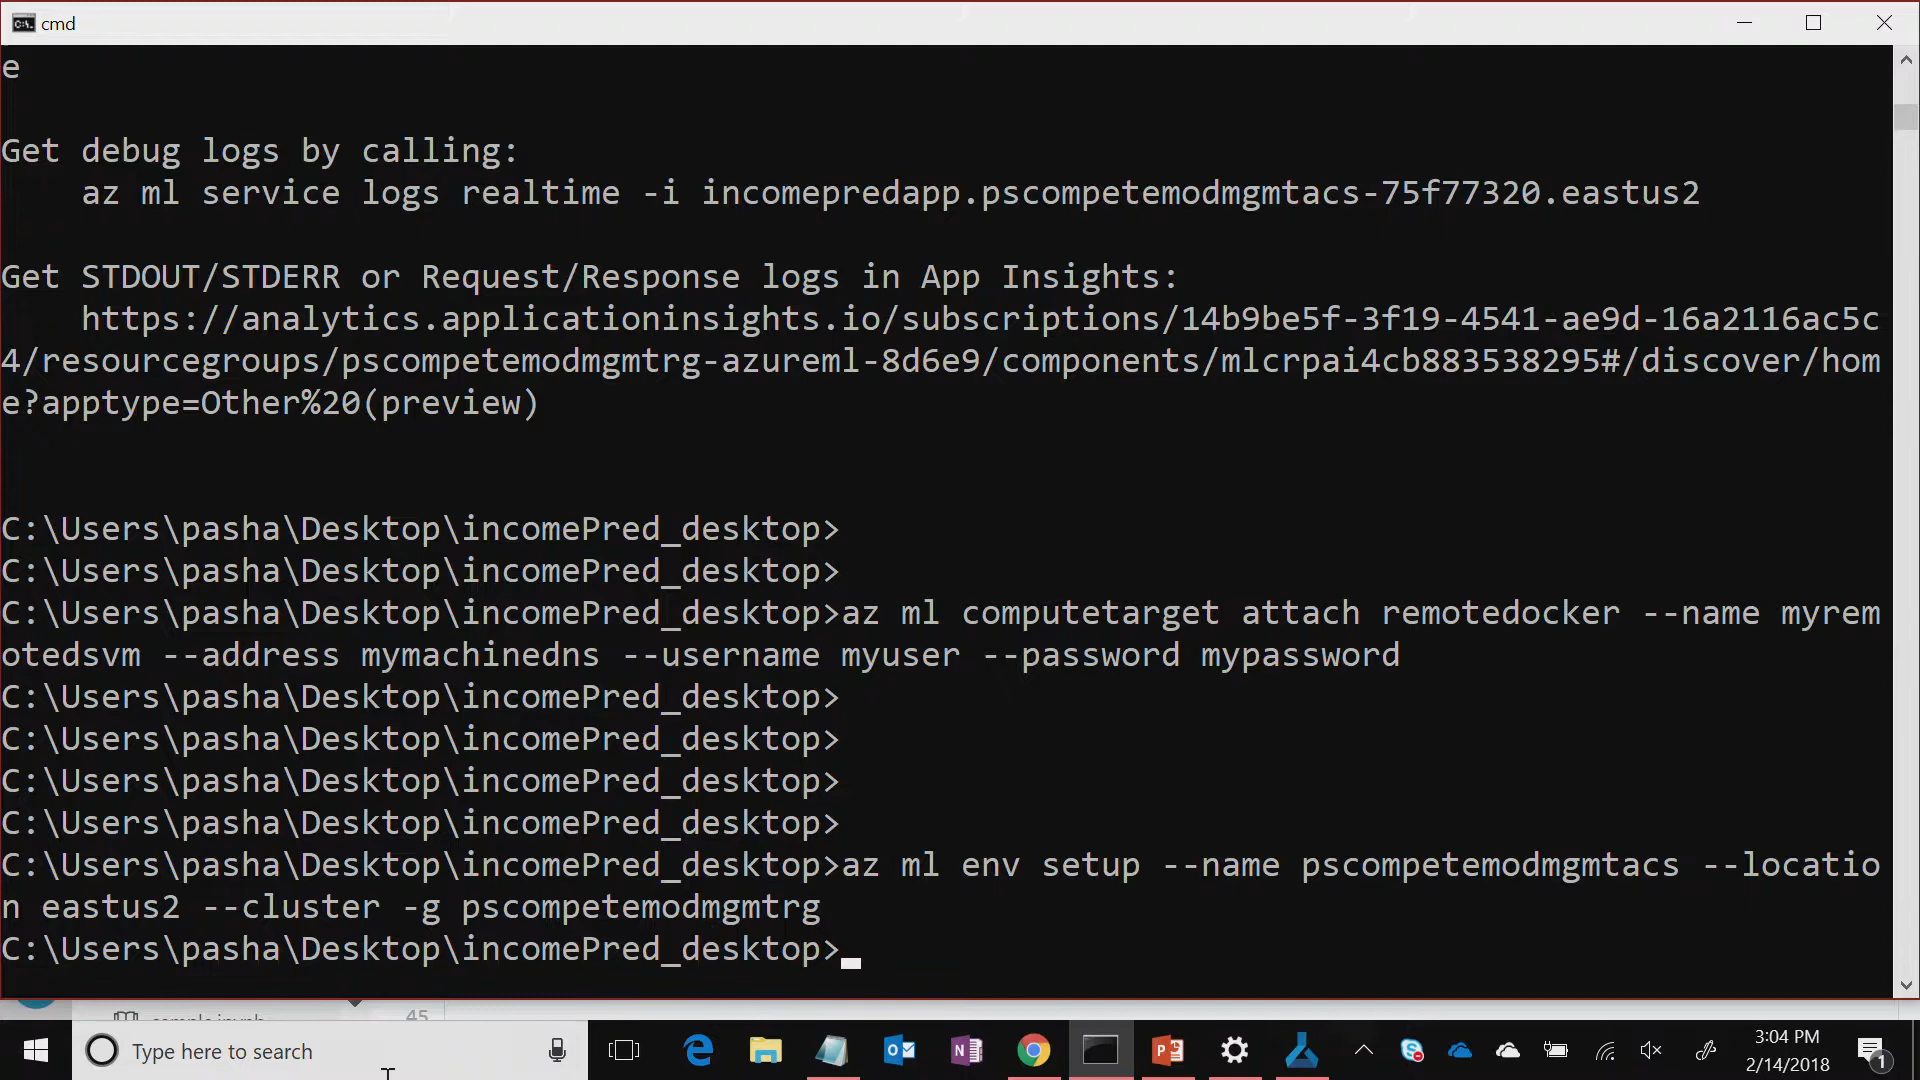 cmd
e
Get debug logs by calling:
az ml service logs realtime -i incomepredapp.pscompetemodmgmtacs-75f77320.eastus2
Get STDOUT/STDERR or Request/Response logs in App Insights:
https://analytics.applicationinsights.io/subscriptions/14b9be5f-3f19-4541-ae9d-16a2116ac5c
4/resourcegroups/pscompetemodmgmtrg-azureml-8d6e9/components/mlcrpai4cb883538295#/discover/hom
e?apptype=Other%20(preview)
C:\Users\pasha\Desktop\incomePred_desktop>
C:\Users\pasha\Desktop\incomePred_desktop>
C:\Users\pasha\Desktop\incomePred_desktop>az ml computetarget attach remotedocker --name myrem
otedsvm --address mymachinedns --username myuser --password mypassword
C:\Users\pasha\Desktop\incomePred_desktop>
C:\Users\pasha\Desktop\incomePred_desktop>
C:\Users\pasha\Desktop\incomePred_desktop>
C:\Users\pasha\Desktop\incomePred_desktop>
C:\Users\pasha\Desktop\incomePred_desktop>az ml env setup --name pscompetemodmgmtacs --locatio
n eastus2 --cluster -g pscompetemodmgmtrg
C:\Users\pasha\Desktop\incomePred_desktop>
45
Type here to search
3:04 PM
2/14/2018
1